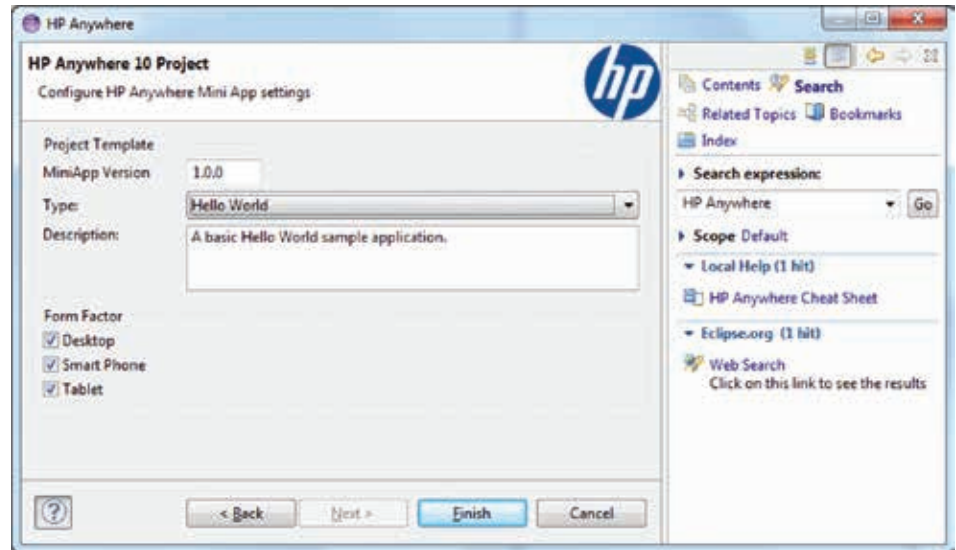 HP Anywhere
HP Anywhere 10 Project
Configure HP Anywhere Mini App settings
hp
Project Template
MiniApp Version 1.0.0
Type: Hello World
Description: A basic Hello World sample application.
Form Factor
Desktop
Smart Phone
Tablet
?
< Back Next > Finish Cancel
Contents Search
Related Topics Bookmarks
Index
Search expression:
HP Anywhere Go
Scope Default
Local Help (1 hit)
HP Anywhere Cheat Sheet
Eclipse.org (1 hit)
Web Search
Click on this link to see the results